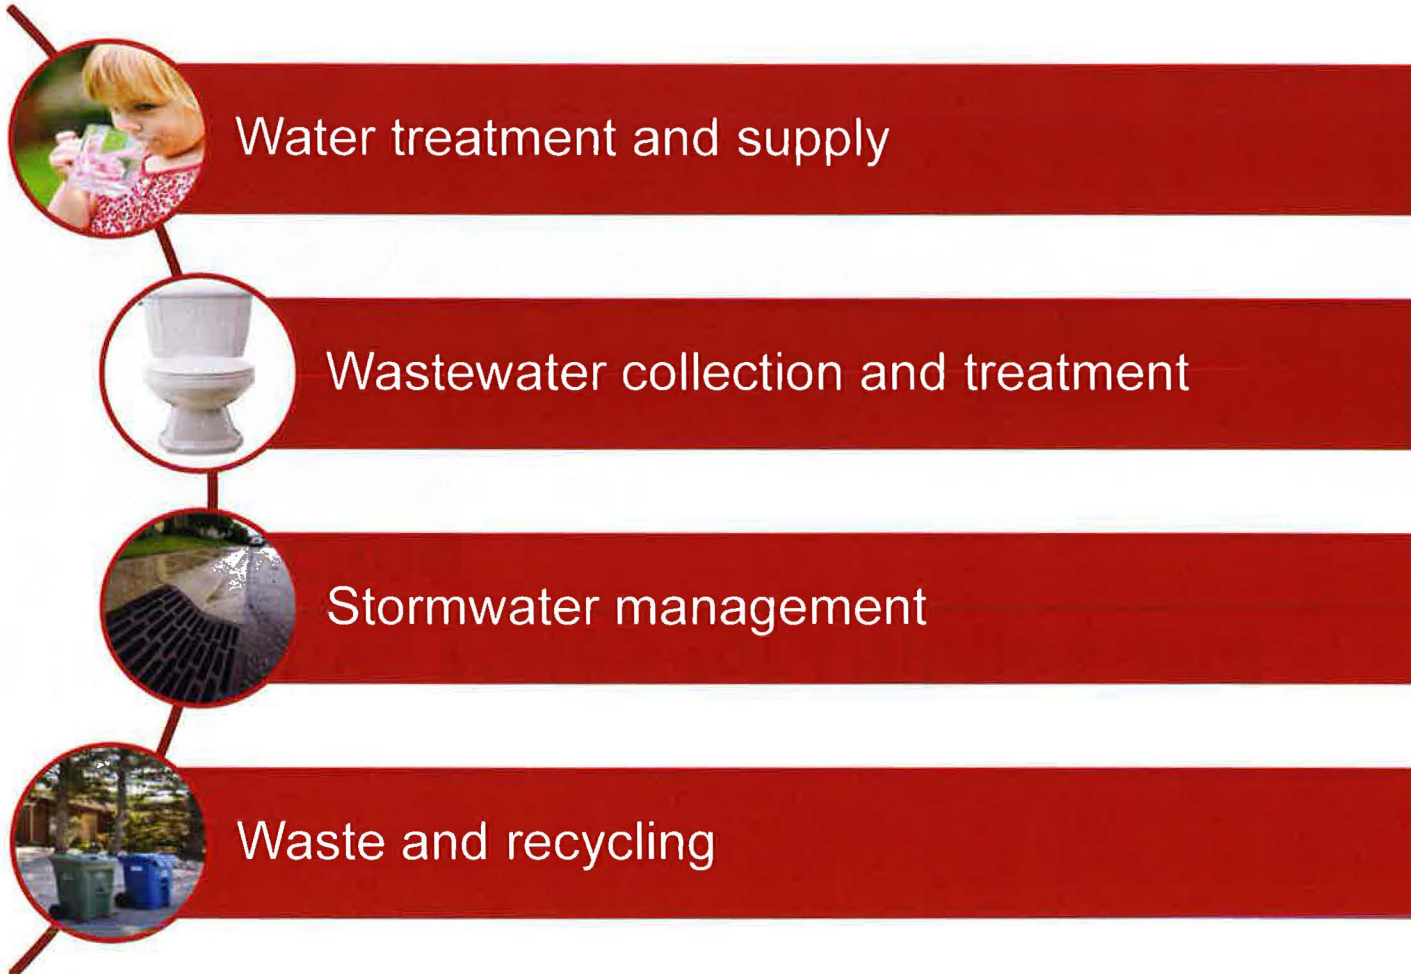 Water treatment and supply
Wastewater collection and treatment
Stormwater management
Waste and recycling